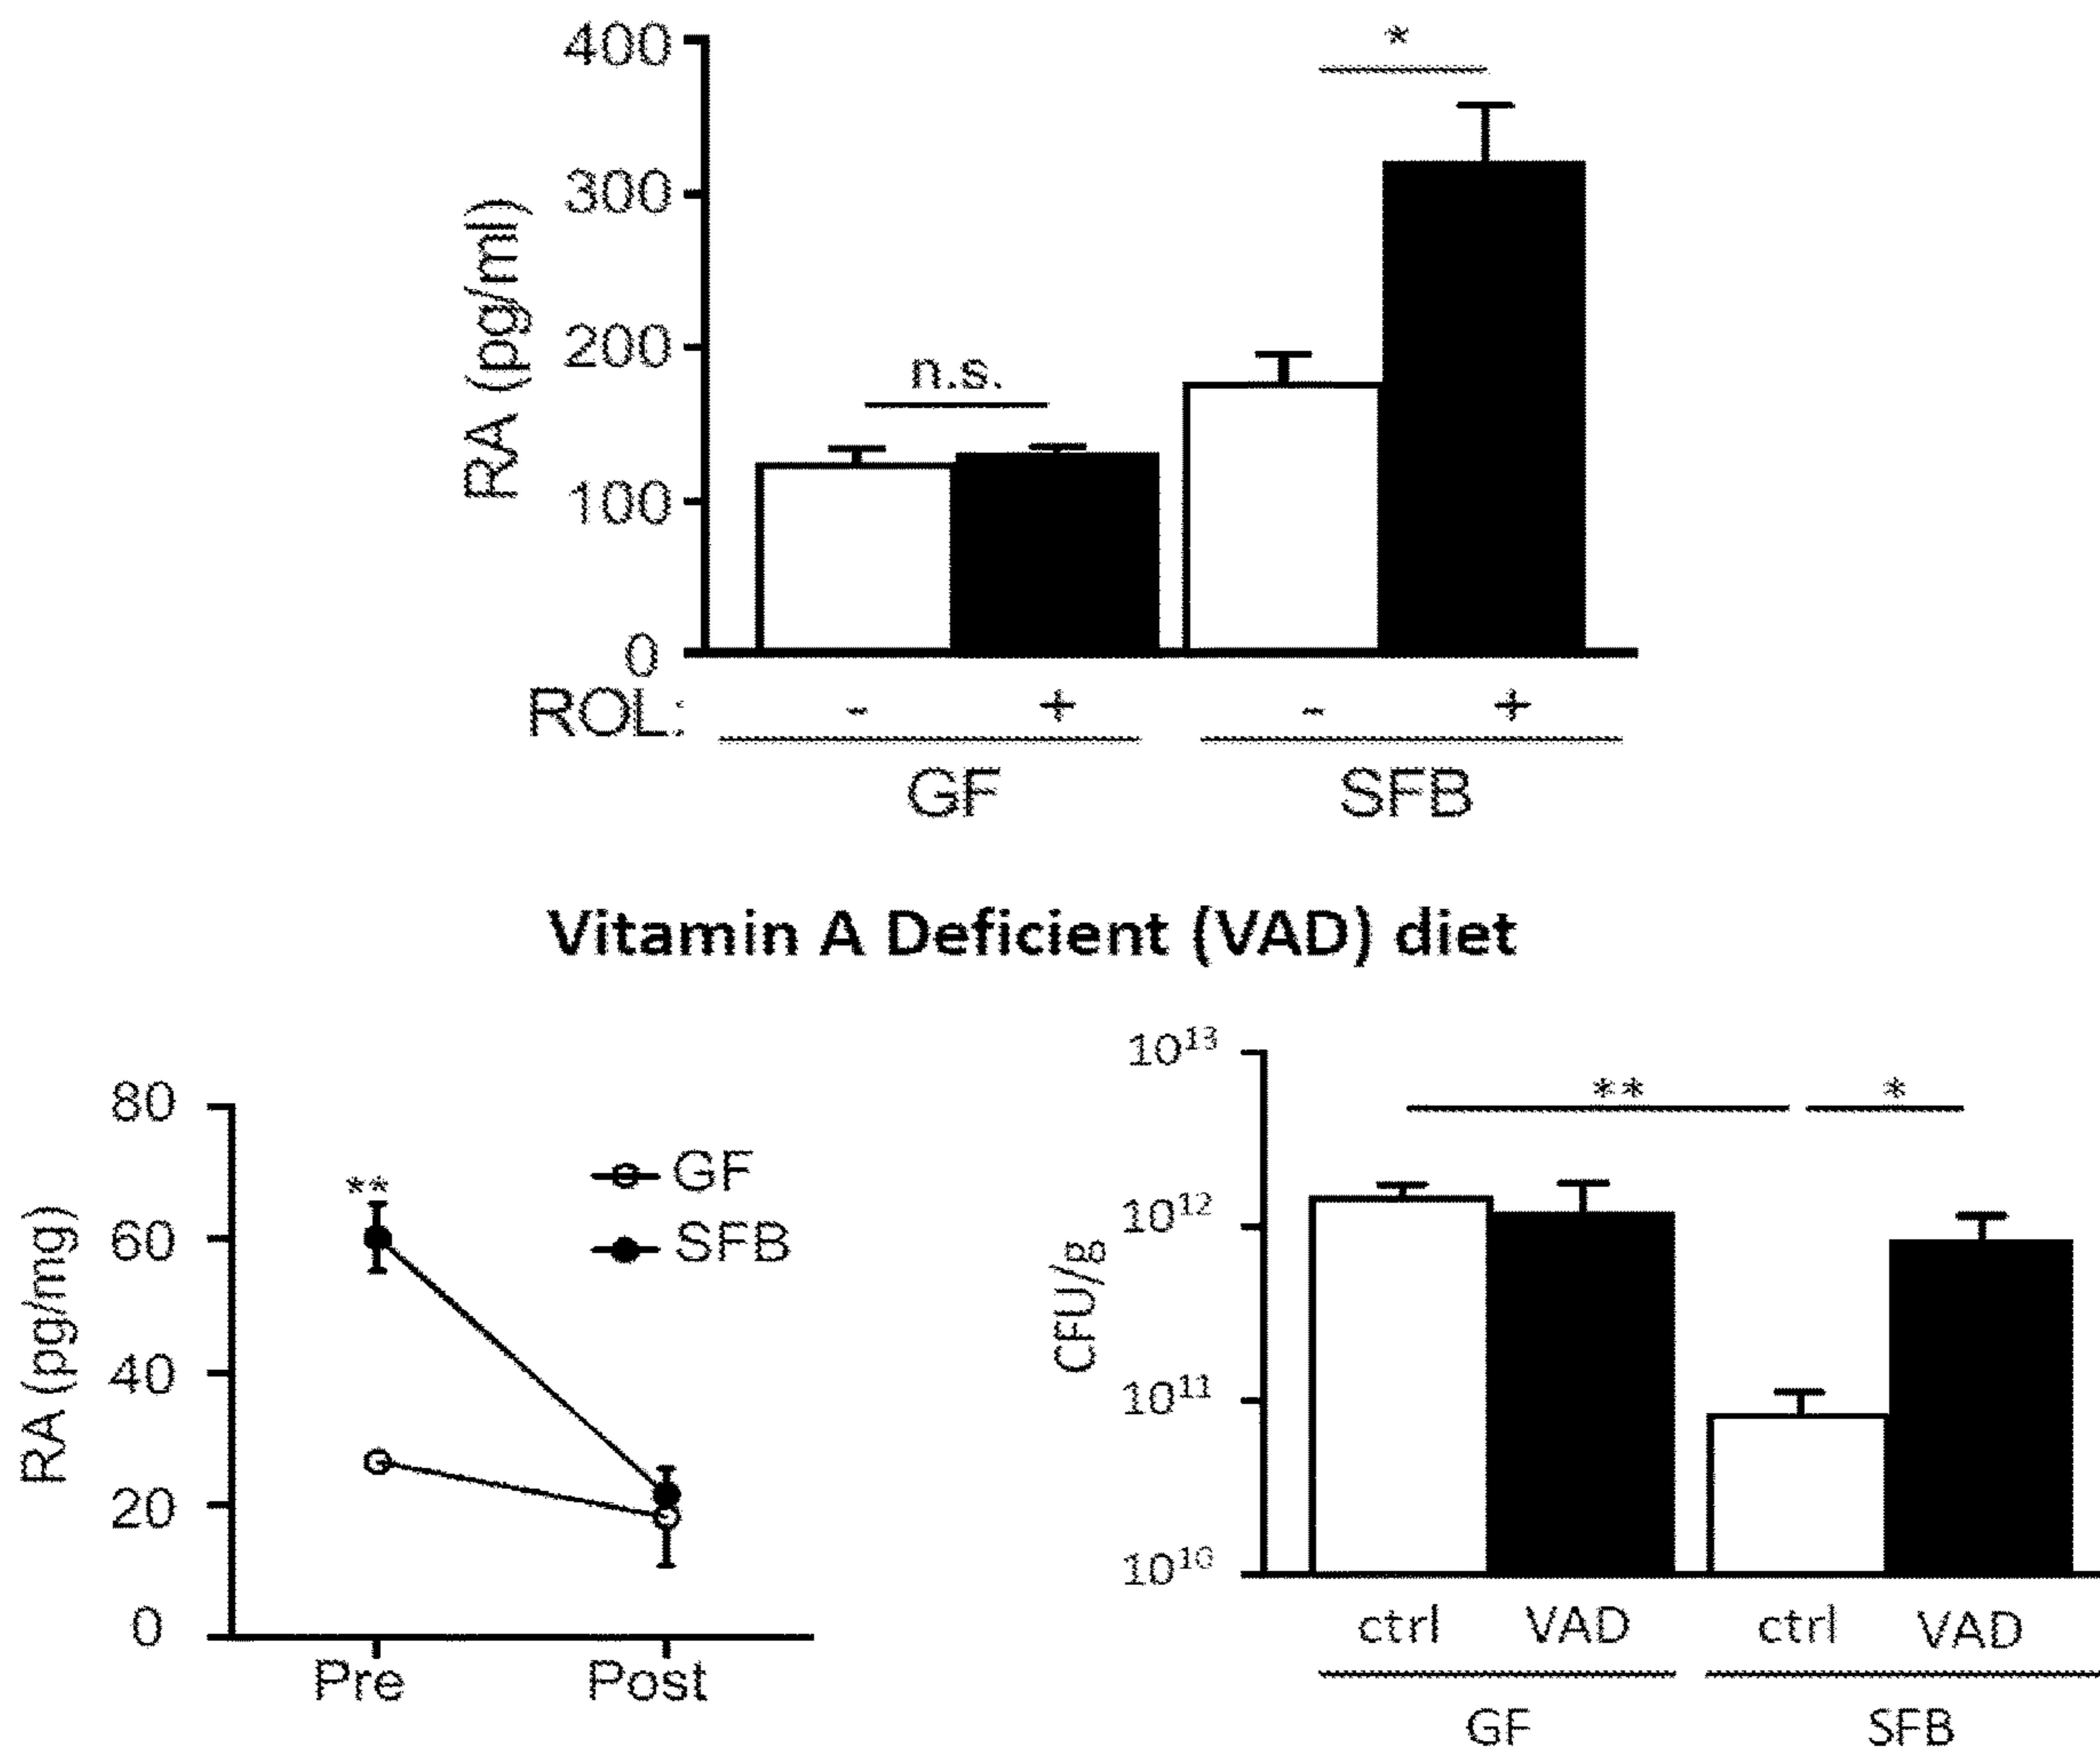 400
*
300
n.s.
200
RA (pg/ml)
100
0
ROL: - + - +
GF SFB
Vitamin A Deficient (VAD) diet
80
**
GF
60
SFB
RA (pg/mg)
40
20
0
Pre Post
10¹³
** *
10¹²
CFU/g
10¹¹
10¹⁰
ctrl VAD ctrl VAD
GF SFB